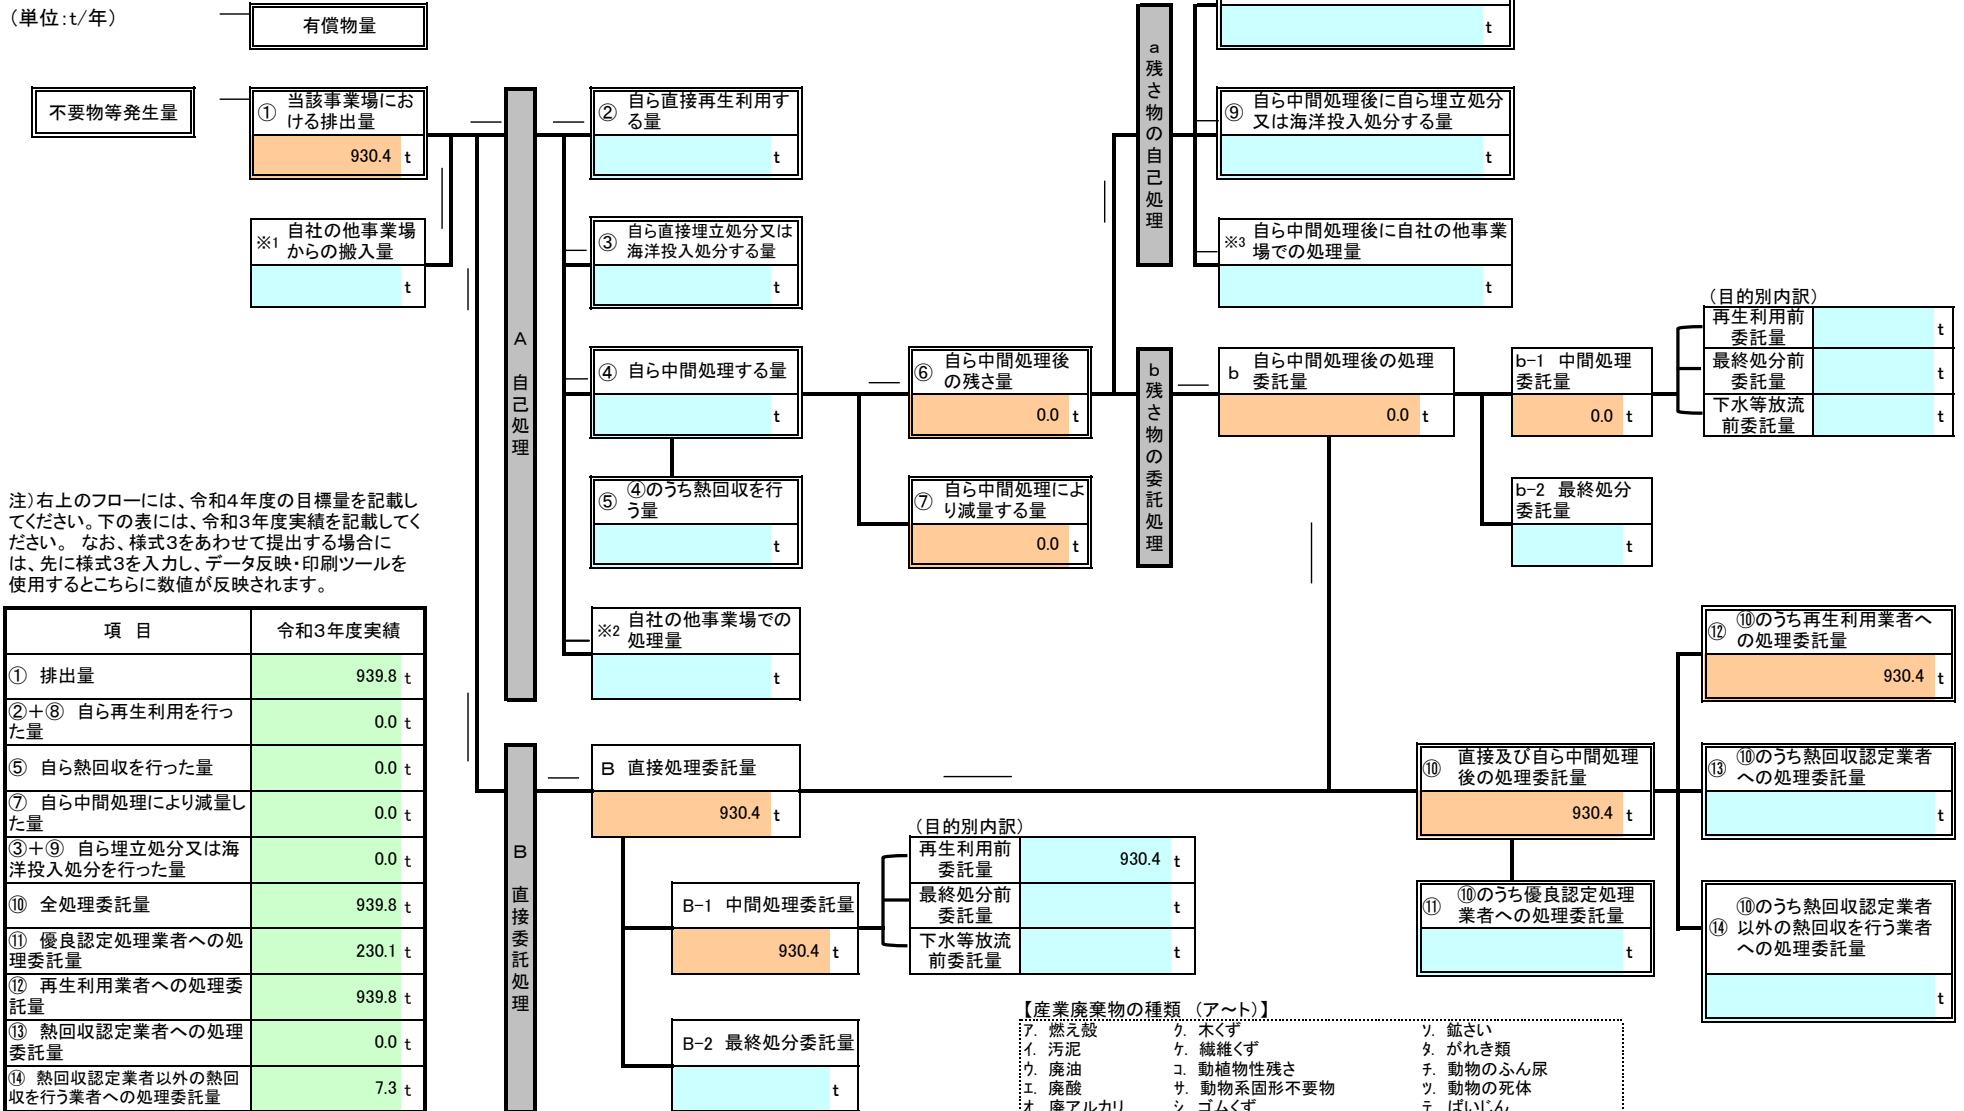 (単位:t/年)
有償物量
t
不要物等発生量
① 当該事業場にお
ける排出量
930.4 t
※1 自社の他事業場
からの搬入量
t
A 自己処理
② 自ら直接再生利用す
る量
t
③ 自ら直接埋立処分又は
海洋投入処分する量
t
④ 自ら中間処理する量
t
⑤ ④のうち熱回収を行
う量
t
※2 自社の他事業場での
処理量
t
⑥ 自ら中間処理後
の残さ量
0.0 t
⑦ 自ら中間処理によ
り減量する量
0.0 t
a 残さ物の自己処理
⑨ 自ら中間処理後に自ら埋立処分
又は海洋投入処分する量
t
※3 自ら中間処理後に自社の他事業
場での処理量
t
b 残さ物の委託処理
b 自ら中間処理後の処理
委託量
0.0 t
b-1 中間処理
委託量
0.0 t
b-2 最終処分
委託量
t
(目的別内訳)
再生利用前
委託量
t
最終処分前
委託量
t
下水等放流
前委託量
t
注)右上のフローには、令和4年度の目標量を記載し
てください。下の表には、令和3年度実績を記載してく
ださい。 なお、様式3をあわせて提出する場合に
は、先に様式3を入力し、データ反映・印刷ツールを
使用するとこちらに数値が反映されます。
項 目 令和3年度実績
① 排出量 939.8 t
②+⑧ 自ら再生利用を行っ
た量 0.0 t
⑤ 自ら熱回収を行った量 0.0 t
⑦ 自ら中間処理により減量し
た量 0.0 t
③+⑨ 自ら埋立処分又は海
洋投入処分を行った量 0.0 t
⑩ 全処理委託量 939.8 t
⑪ 優良認定処理業者への処
理委託量 230.1 t
⑫ 再生利用業者への処理委
託量 939.8 t
⑬ 熱回収認定業者への処理
委託量 0.0 t
⑭ 熱回収認定業者以外の熱回
収を行う業者への処理委託量 7.3 t
B 直接委託処理
B 直接処理委託量
930.4 t
B-1 中間処理委託量
930.4 t
B-2 最終処分委託量
t
(目的別内訳)
再生利用前
委託量
930.4 t
最終処分前
委託量
t
下水等放流
前委託量
t
⑩ 直接及び自ら中間処理
後の処理委託量
930.4 t
⑪ ⑩のうち優良認定処理
業者への処理委託量
t
⑫ ⑩のうち再生利用業者へ
の処理委託量
930.4 t
⑬ ⑩のうち熱回収認定業者
への処理委託量
t
⑭ ⑩のうち熱回収認定業者
以外の熱回収を行う業者
への処理委託量
t
【産業廃棄物の種類 (ア~ト)】
ア. 燃え殻 ク. 木くず ソ. 鉱さい
イ. 汚泥 ケ. 繊維くず タ. がれき類
ウ. 廃油 コ. 動植物性残さ チ. 動物のふん尿
エ. 廃酸 サ. 動物系固形不要物 ツ. 動物の死体
オ. 廃アルカリ シ. ゴムくず テ. ばいじん